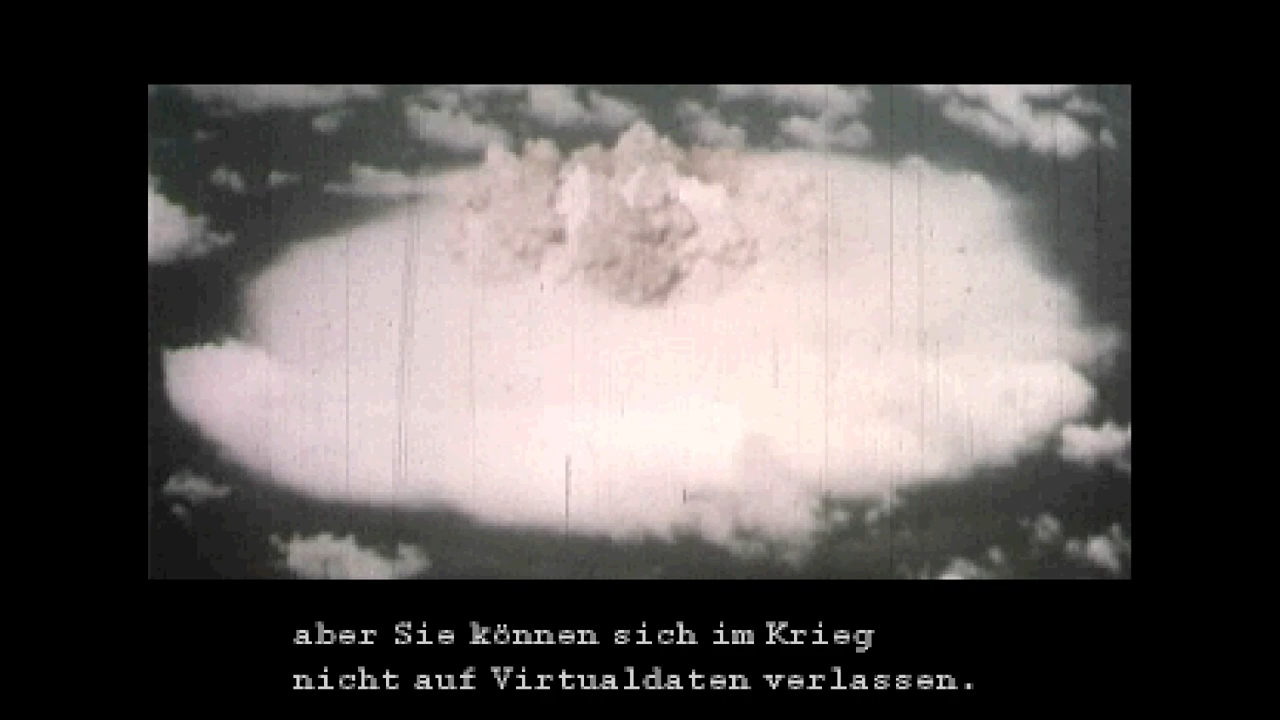 aber Sie können sich im Krieg
nicht auf Virtualdaten verlassen.